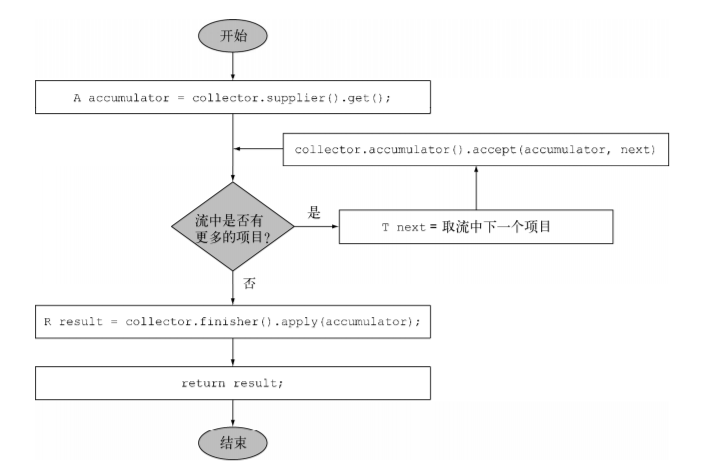 开始
A accumulator = collector.supplier().get();
collector.accumulator().accept(accumulator, next)
流中是否有
更多的项目?
是
T next = 取流中下一个项目
否
R result = collector.finisher().apply(accumulator);
return result;
结束